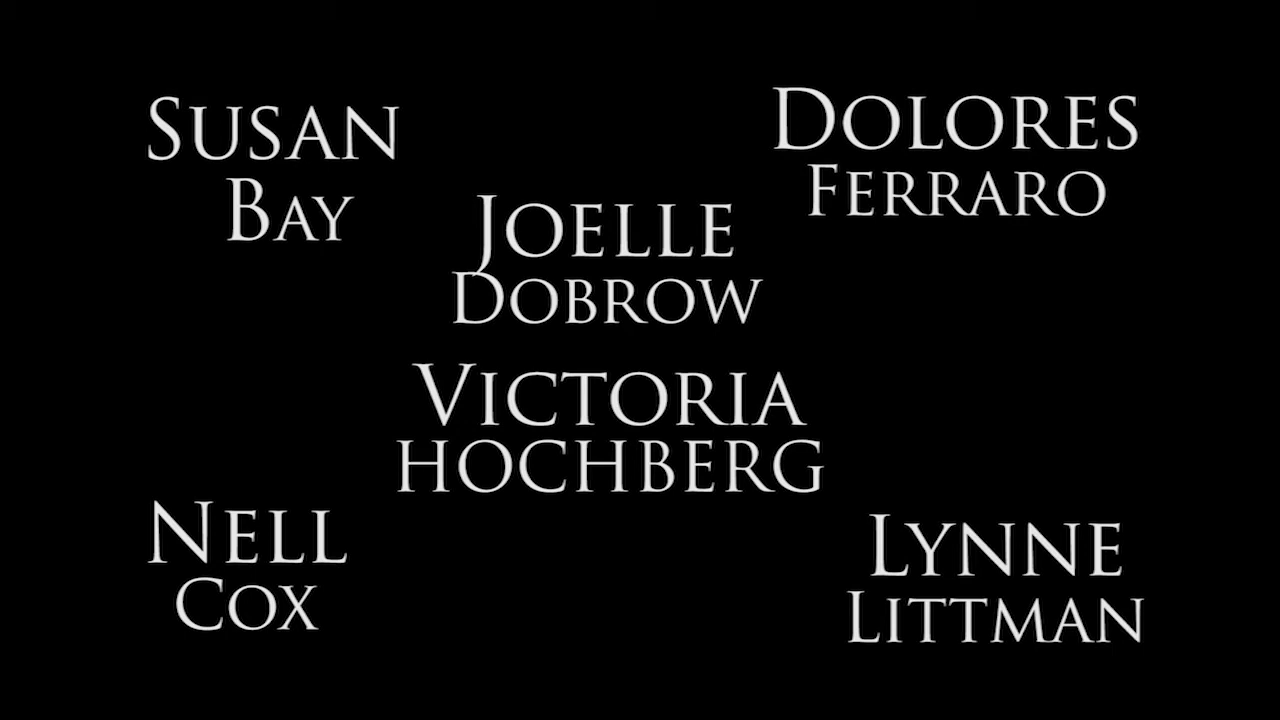 Susan
Bay
Dolores
Ferraro
Joelle
Dobrow
Victoria
HOCHBERG
Nell
Cox
Lynne
Littman